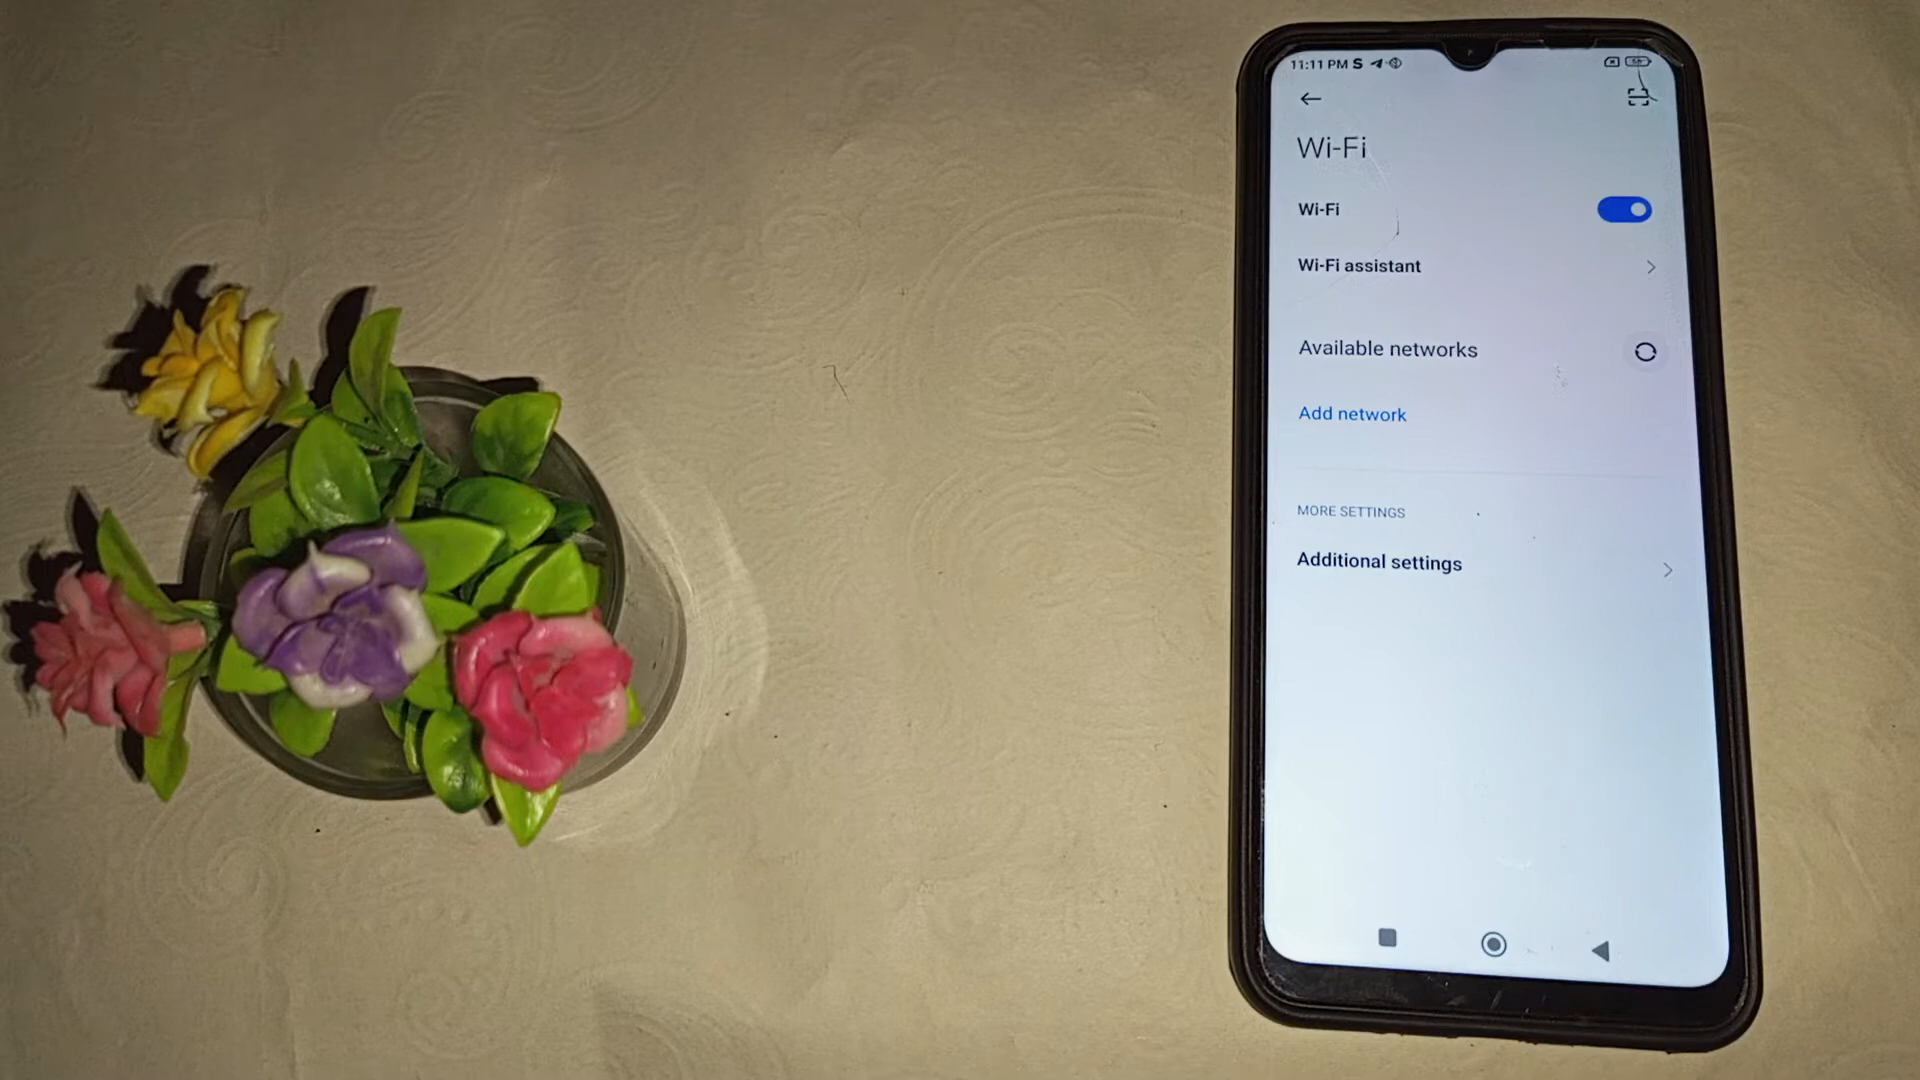 11:11 PM S
Wi-Fi
Wi-Fi
Wi-Fi assistant
Available networks
Add network
MORE SETTINGS
Additional settings